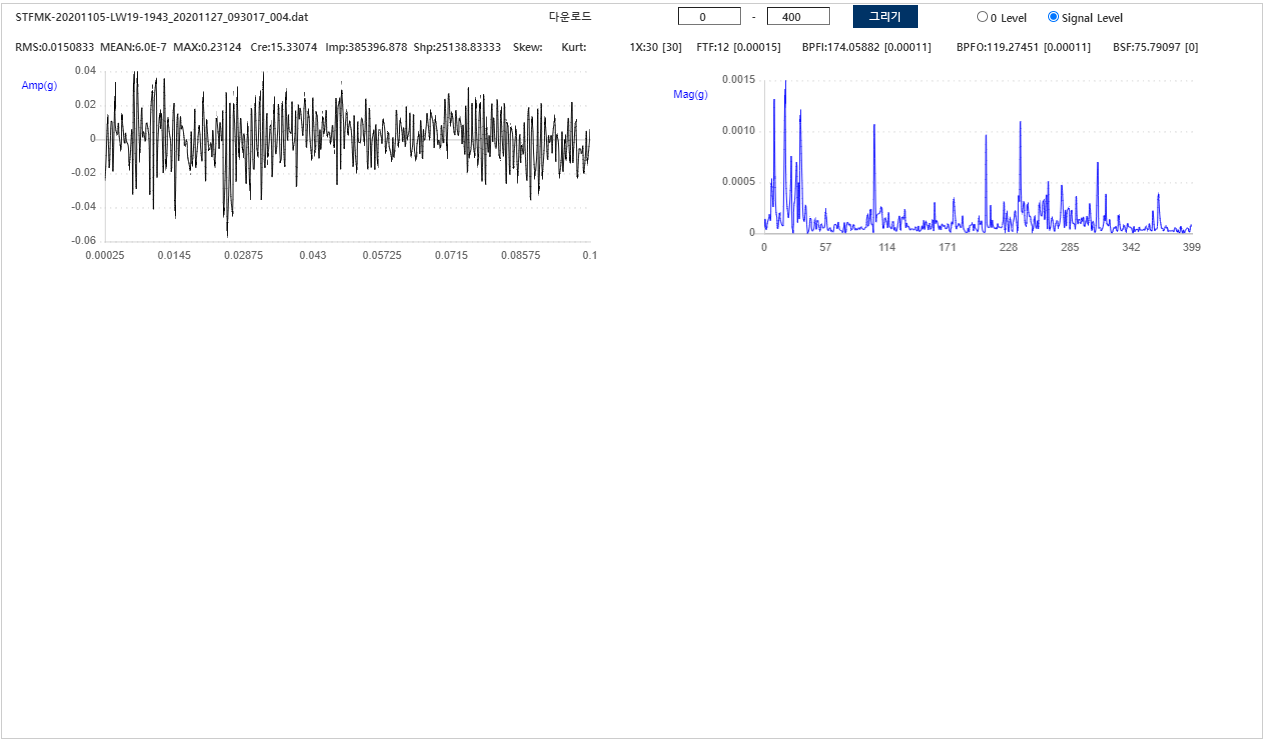 STFMK-20201105-LW19-1943_20201127_093017_004.dat 다운로드 0 - 400 그리기 0 Level Signal Level
RMS:0.0150833 MEAN:6.0E-7 MAX:0.23124 Cre:15.33074 Imp:385396.878 Shp:25138.83333 Skew: Kurt: 1X:30 [30] FTF:12 [0.00015] BPFI:174.05882 [0.00011] BPFO:119.27451 [0.00011] BSF:75.79097 [0]
Amp(g)
0.04
0.02
0
-0.02
-0.04
-0.06
0.00025 0.0145 0.02875 0.043 0.05725 0.0715 0.08575 0.1
Mag(g)
0.0015
0.0010
0.0005
0
0 57 114 171 228 285 342 399